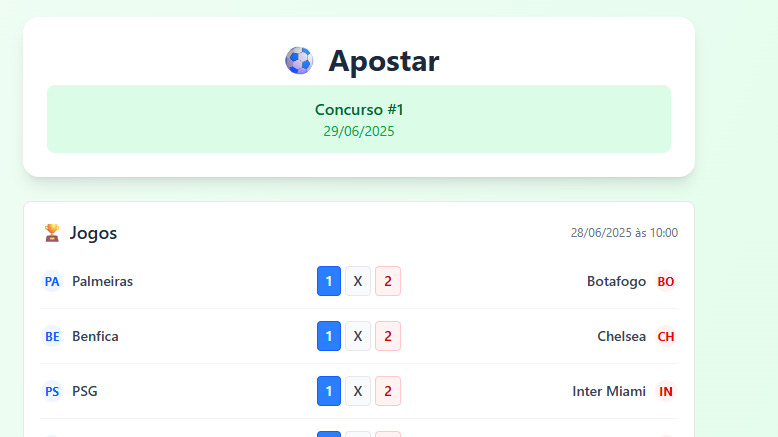 Apostar
Concurso #1
29/06/2025
Jogos 28/06/2025 às 10:00
PA Palmeiras 1 X 2 Botafogo BO
BE Benfica 1 X 2 Chelsea CH
PS PSG 1 X 2 Inter Miami IN